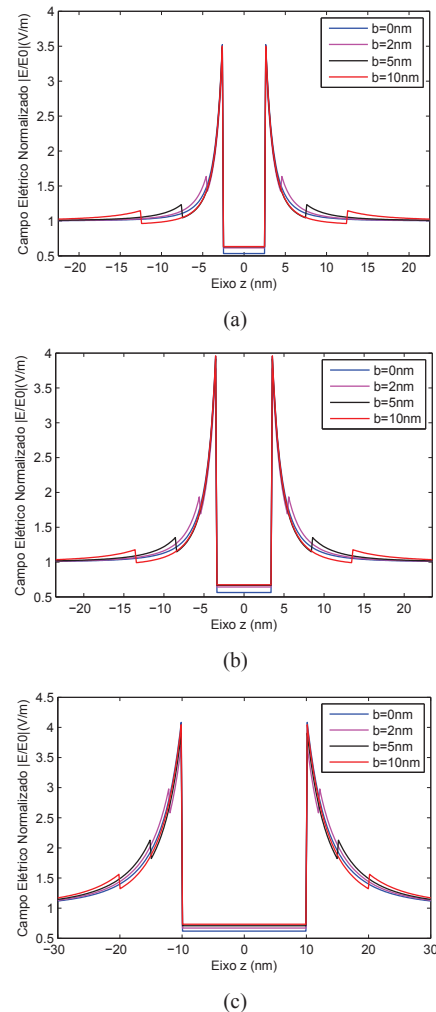 Campo Elétrico Normalizado |E/E0|(V/m)
4
3.5
3
2.5
2
1.5
1
0.5
b=0nm
b=2nm
b=5nm
b=10nm
−20 −15 −10 −5 0 5 10 15 20
Eixo z (nm)
(a)
Campo Elétrico Normalizado |E/E0|(V/m)
4
3.5
3
2.5
2
1.5
1
0.5
b=0nm
b=2nm
b=5nm
b=10nm
−20 −15 −10 −5 0 5 10 15 20
Eixo z (nm)
(b)
Campo Elétrico Normalizado |E/E0|(V/m)
4.5
4
3.5
3
2.5
2
1.5
1
0.5
b=0nm
b=2nm
b=5nm
b=10nm
−30 −20 −10 0 10 20 30
Eixo z (nm)
(c)